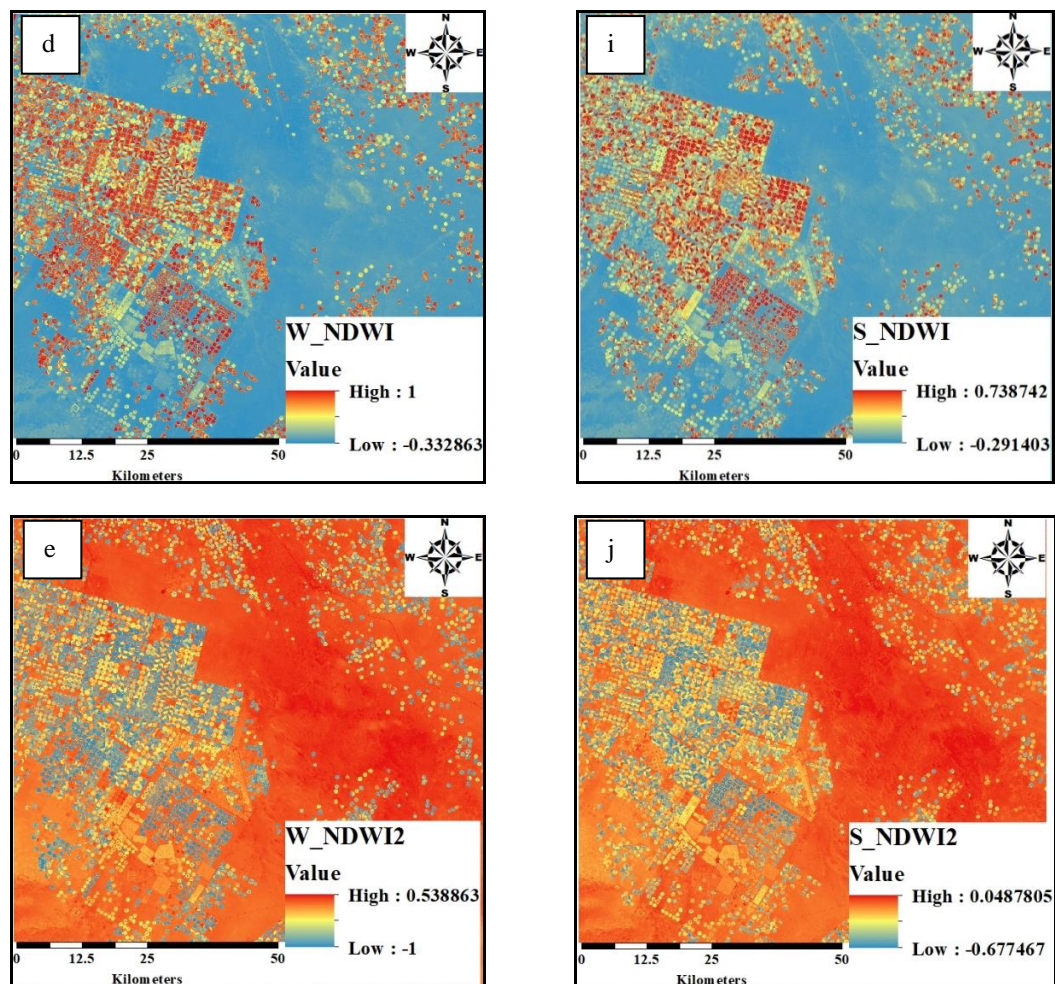 d
N
W E
S
W_NDWI
Value
High : 1
Low : -0.332863
0 12.5 25 50
Kilometers
i
N
W E
S
S_NDWI
Value
High : 0.738742
Low : -0.291403
0 12.5 25 50
Kilometers
e
N
W E
S
W_NDWI2
Value
High : 0.538863
Low : -1
0 12.5 25 50
Kilometers
j
N
W E
S
S_NDWI2
Value
High : 0.0487805
Low : -0.677467
0 12.5 25 50
Kilometers